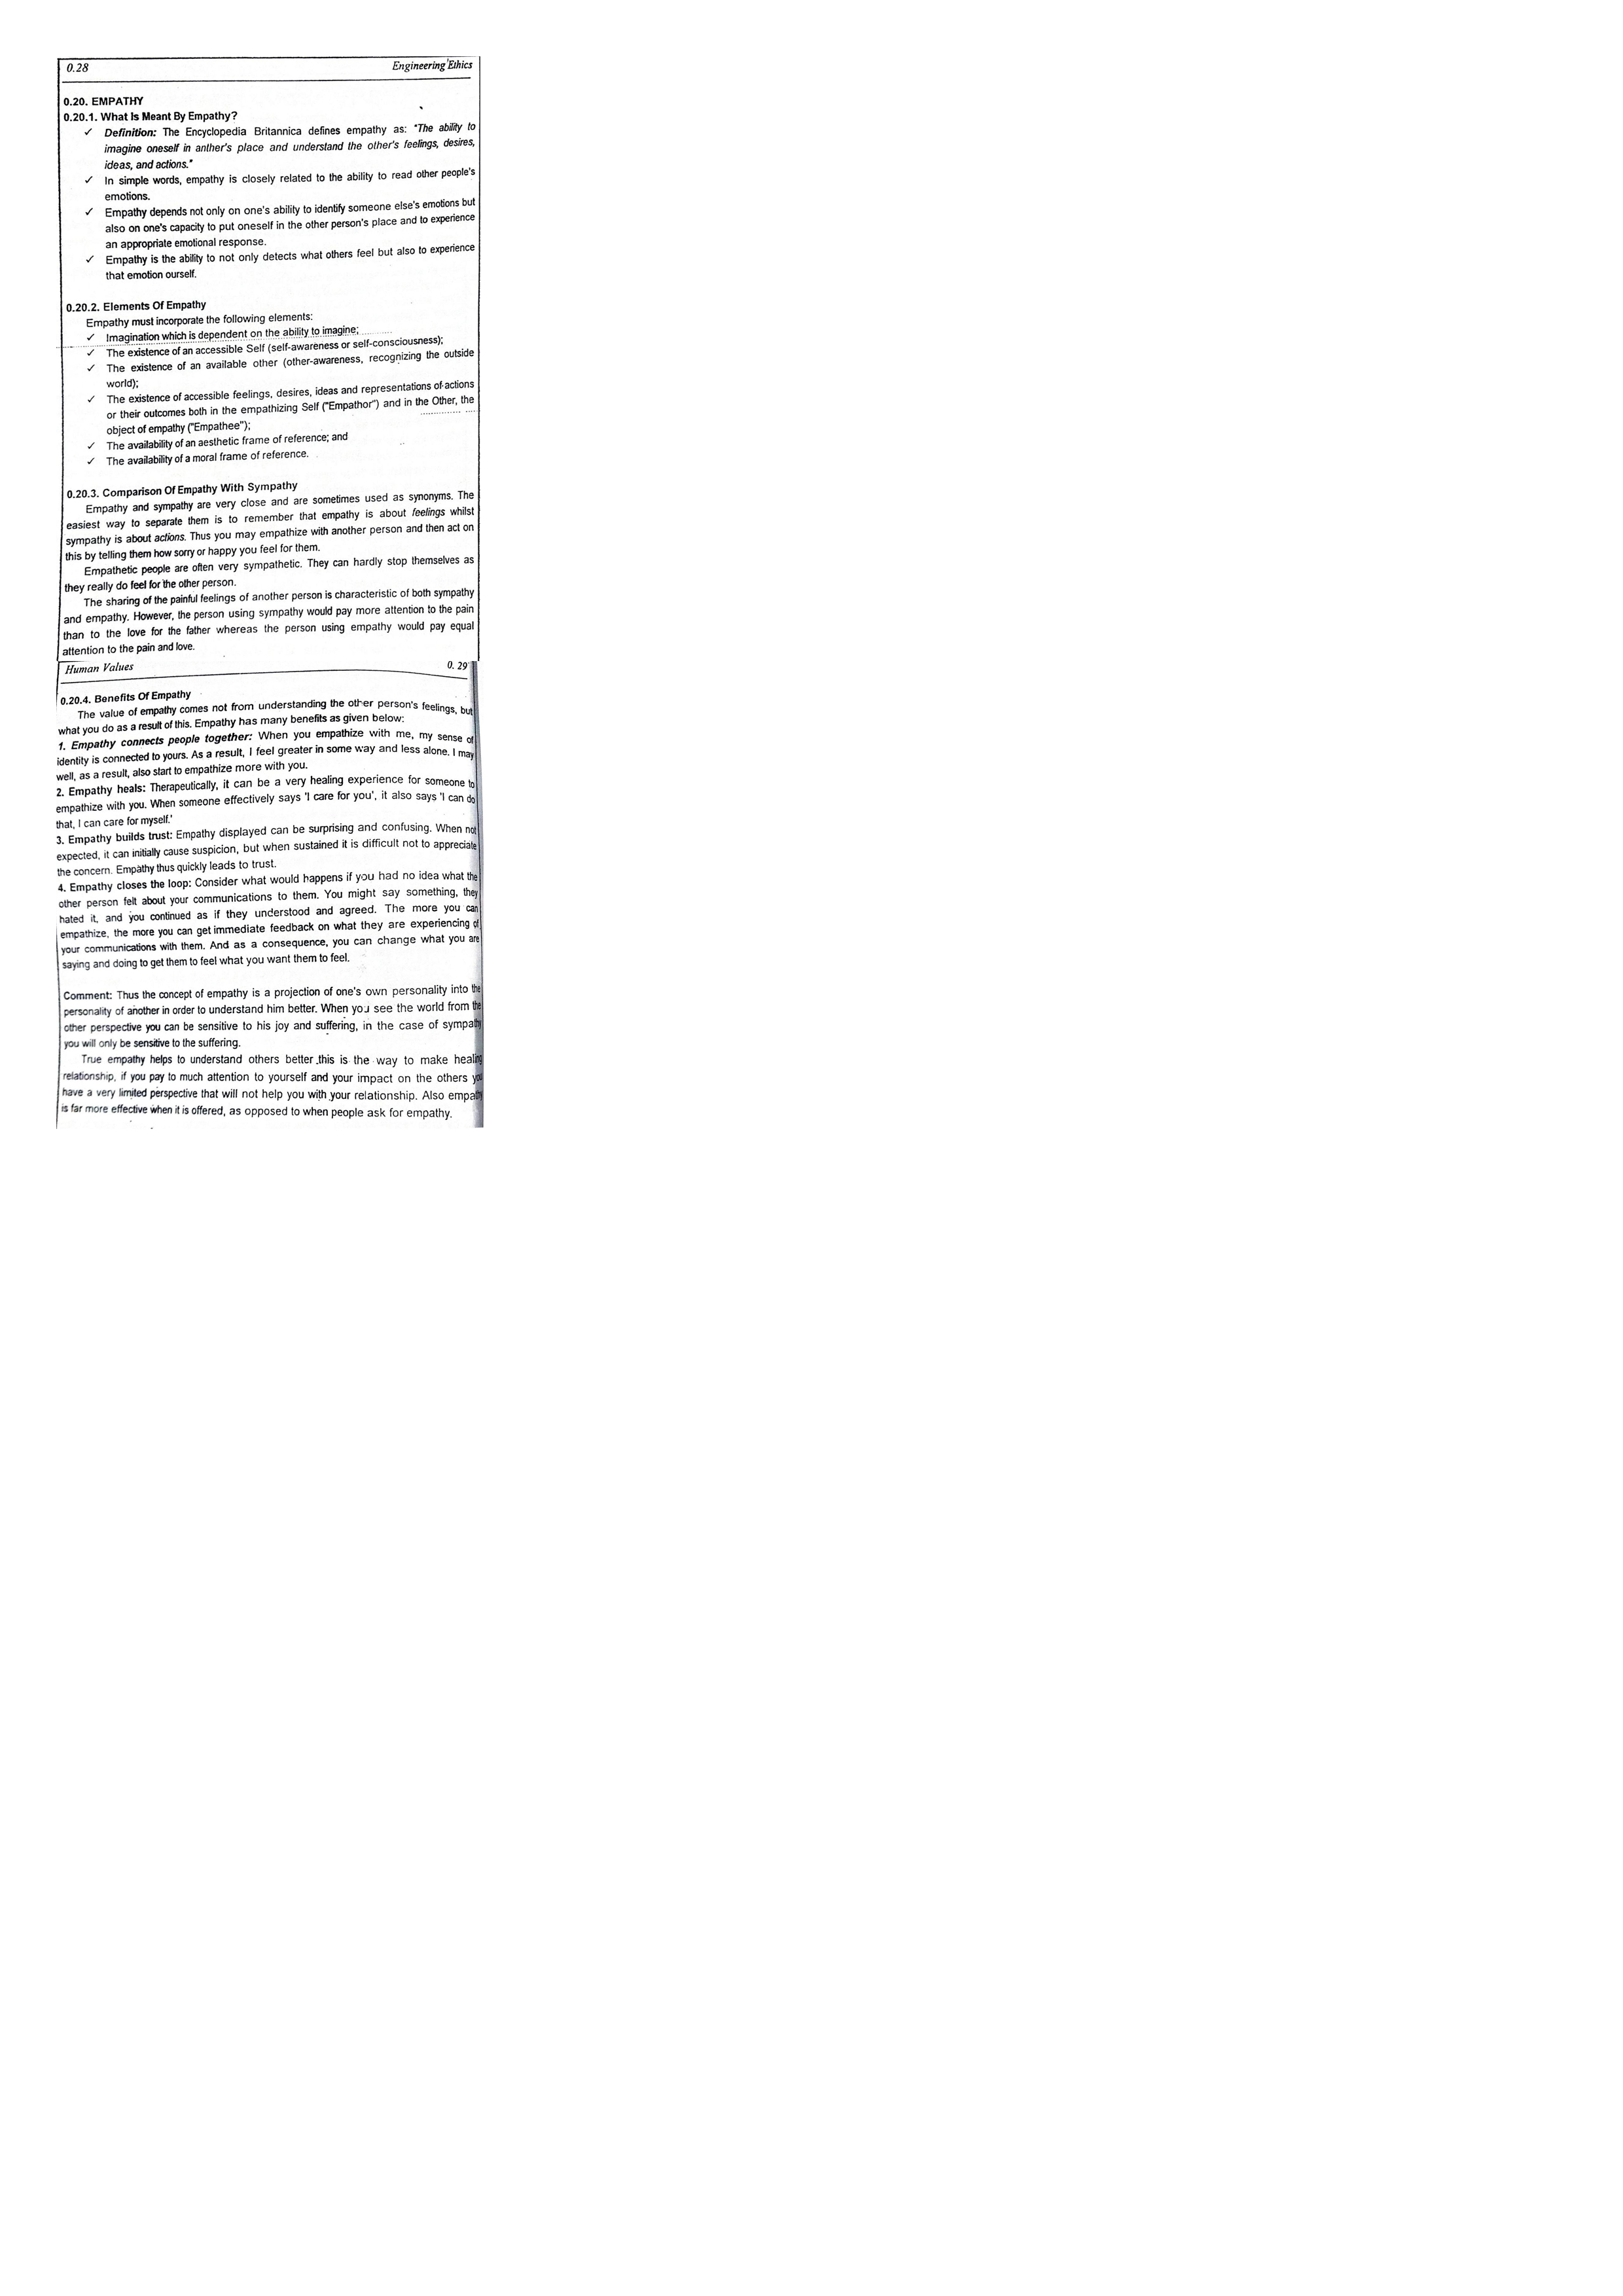 0.28 Engineering Ethics
0.20. EMPATHY
0.20.1. What Is Meant By Empathy?
✓ Definition: The Encyclopedia Britannica defines empathy as: "The ability to
imagine oneself in anther's place and understand the other's feelings, desires,
ideas, and actions."
✓ In simple words, empathy is closely related to the ability to read other people's
emotions.
✓ Empathy depends not only on one's ability to identify someone else's emotions but
also on one's capacity to put oneself in the other person's place and to experience
an appropriate emotional response.
✓ Empathy is the ability to not only detects what others feel but also to experience
that emotion ourself.
0.20.2. Elements Of Empathy
Empathy must incorporate the following elements:
✓ Imagination which is dependent on the ability to imagine;
✓ The existence of an accessible Self (self-awareness or self-consciousness);
✓ The existence of an available other (other-awareness, recognizing the outside
world);
✓ The existence of accessible feelings, desires, ideas and representations of actions
or their outcomes both in the empathizing Self ("Empathor") and in the Other, the
object of empathy ("Empathee");
✓ The availability of an aesthetic frame of reference; and
✓ The availability of a moral frame of reference.
0.20.3. Comparison Of Empathy With Sympathy
Empathy and sympathy are very close and are sometimes used as synonyms. The
easiest way to separate them is to remember that empathy is about feelings whilst
sympathy is about actions. Thus you may empathize with another person and then act on
this by telling them how sorry or happy you feel for them.
Empathetic people are often very sympathetic. They can hardly stop themselves as
they really do feel for the other person.
The sharing of the painful feelings of another person is characteristic of both sympathy
and empathy. However, the person using sympathy would pay more attention to the pain
than to the love for the father whereas the person using empathy would pay equal
attention to the pain and love.
Human Values 0. 29
0.20.4. Benefits Of Empathy
The value of empathy comes not from understanding the other person's feelings, but
what you do as a result of this. Empathy has many benefits as given below:
1. Empathy connects people together: When you empathize with me, my sense of
identity is connected to yours. As a result, I feel greater in some way and less alone. I may
well, as a result, also start to empathize more with you.
2. Empathy heals: Therapeutically, it can be a very healing experience for someone to
empathize with you. When someone effectively says 'I care for you', it also says 'I can do
that, I can care for myself.'
3. Empathy builds trust: Empathy displayed can be surprising and confusing. When not
expected, it can initially cause suspicion, but when sustained it is difficult not to appreciate
the concern. Empathy thus quickly leads to trust.
4. Empathy closes the loop: Consider what would happens if you had no idea what the
other person felt about your communications to them. You might say something, they
hated it, and you continued as if they understood and agreed. The more you can
empathize, the more you can get immediate feedback on what they are experiencing of
your communications with them. And as a consequence, you can change what you are
saying and doing to get them to feel what you want them to feel.
Comment: Thus the concept of empathy is a projection of one's own personality into the
personality of another in order to understand him better. When you see the world from the
other perspective you can be sensitive to his joy and suffering, in the case of sympathy
you will only be sensitive to the suffering.
True empathy helps to understand others better .this is the way to make healing
relationship, if you pay to much attention to yourself and your impact on the others you
have a very limited perspective that will not help you with your relationship. Also empathy
is far more effective when it is offered, as opposed to when people ask for empathy.